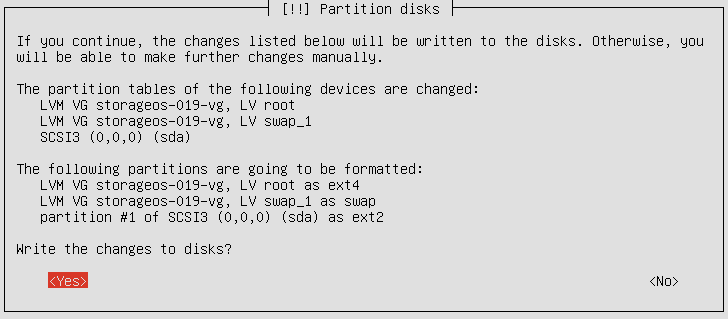 [!!] Partition disks
If you continue, the changes listed below will be written to the disks. Otherwise, you
will be able to make further changes manually.
The partition tables of the following devices are changed:
LVM VG storageos-019-vg, LV root
LVM VG storageos-019-vg, LV swap_1
SCSI3 (0,0,0) (sda)
The following partitions are going to be formatted:
LVM VG storageos-019-vg, LV root as ext4
LVM VG storageos-019-vg, LV swap_1 as swap
partition #1 of SCSI3 (0,0,0) (sda) as ext2
Write the changes to disks?
<Yes> <No>